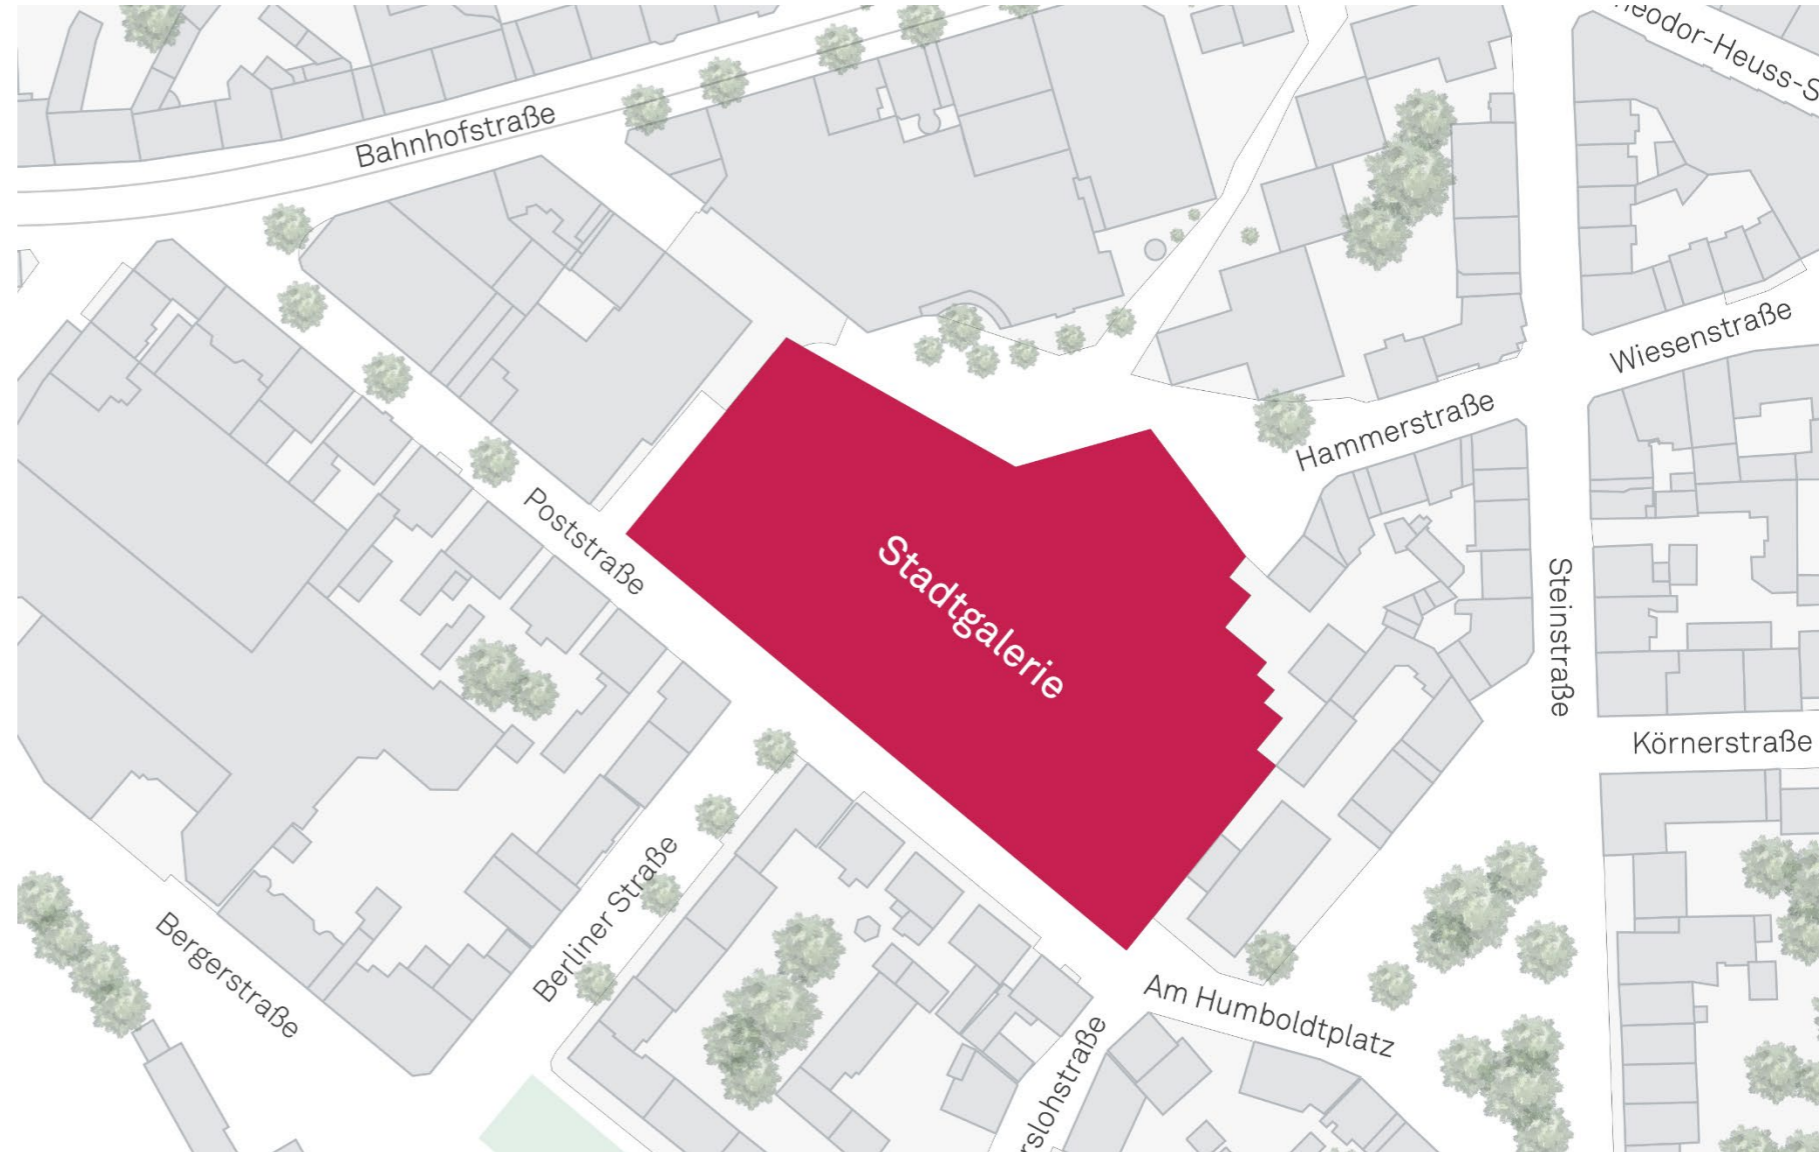 Bahnhofstraße
Wiesenstraße
Hammerstraße
Poststraße
Stadtgalerie
Steinstraße
Körnerstraße
Berliner Straße
Bergerstraße
Am Humboldtplatz